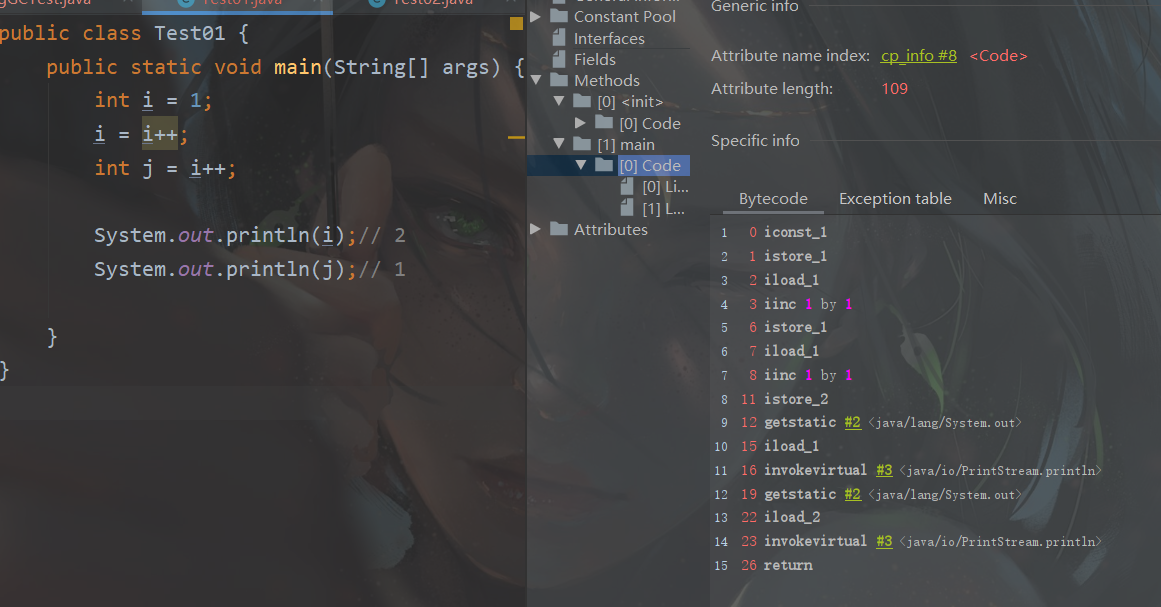 Test01.java
Test02.java
public class Test01 {
public static void main(String[] args) {
int i = 1;
i = i++;
int j = i++;
System.out.println(i);// 2
System.out.println(j);// 1
}
}
Constant Pool
Interfaces
Fields
Methods
[0] <init>
[0] Code
[1] main
[0] Code
[0] Li...
[1] L...
Attributes
Generic info
Attribute name index: cp_info #8 <Code>
Attribute length: 109
Specific info
Bytecode Exception table Misc
1 0 iconst_1
2 1 istore_1
3 2 iload_1
4 3 iinc 1 by 1
5 6 istore_1
6 7 iload_1
7 8 iinc 1 by 1
8 11 istore_2
9 12 getstatic #2 <java/lang/System.out>
10 15 iload_1
11 16 invokevirtual #3 <java/io/PrintStream.println>
12 19 getstatic #2 <java/lang/System.out>
13 22 iload_2
14 23 invokevirtual #3 <java/io/PrintStream.println>
15 26 return